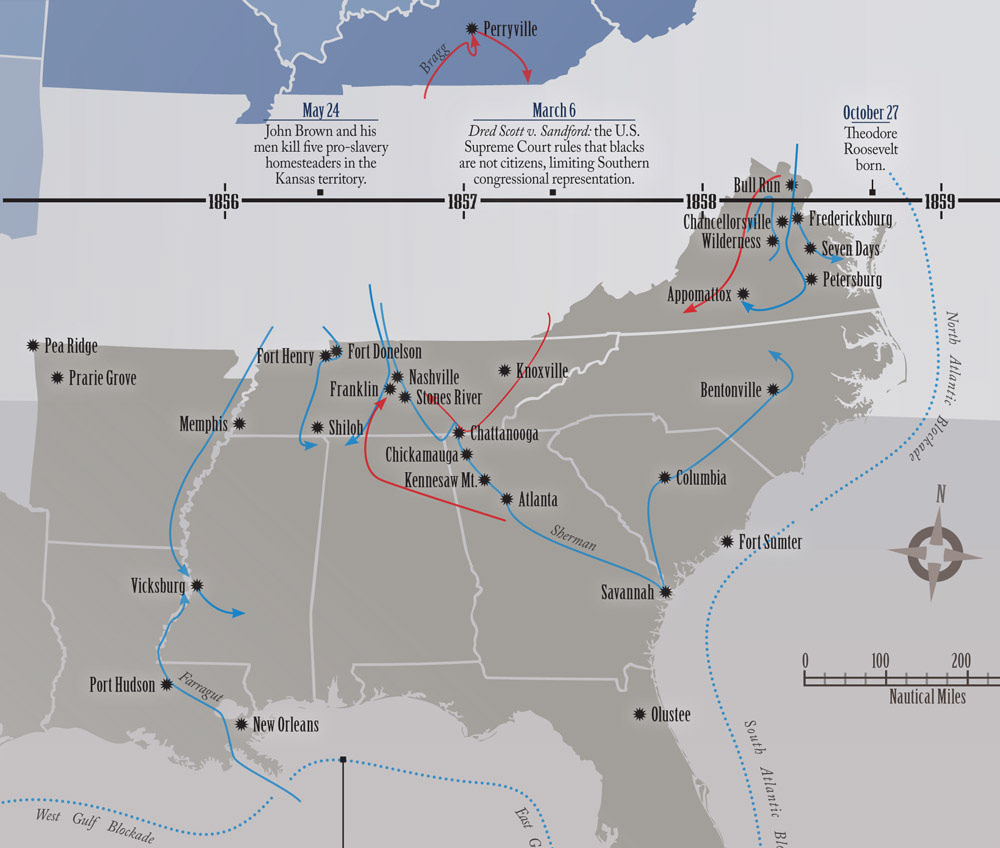 Perryville
Bragg
May 24
John Brown and his
men kill five pro-slavery
homesteaders in the
Kansas territory.
March 6
Dred Scott v. Sandford: the U.S.
Supreme Court rules that blacks
are not citizens, limiting Southern
congressional representation.
October 27
Theodore
Roosevelt
born.
1856
1857
1858
1859
Bull Run
Chancellorsville
Fredericksburg
Wilderness
Seven Days
Petersburg
Appomattox
Pea Ridge
Prarie Grove
Fort Henry
Fort Donelson
Franklin
Nashville
Stones River
Knoxville
Bentonville
Memphis
Shiloh
Chattanooga
Chickamauga
Kennesaw Mt.
Atlanta
Columbia
Sherman
Fort Sumter
North Atlantic Blockade
N
Vicksburg
Savannah
Port Hudson
Farragut
New Orleans
Olustee
0 100 200
Nautical Miles
West Gulf Blockade
East G
South Atlantic Blo